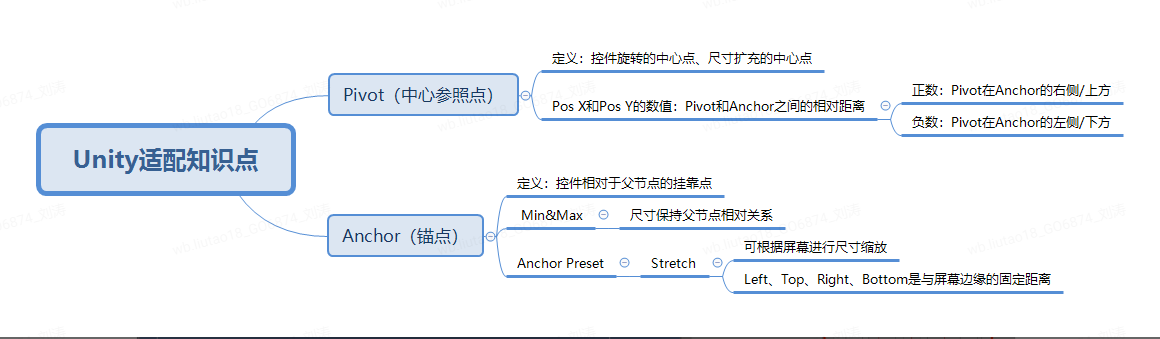 Unity适配知识点
Pivot（中心参照点）
定义：控件旋转的中心点、尺寸扩充的中心点
Pos X和Pos Y的数值：Pivot和Anchor之间的相对距离
正数：Pivot在Anchor的右侧/上方
负数：Pivot在Anchor的左侧/下方
Anchor（锚点）
定义：控件相对于父节点的挂靠点
Min&Max
尺寸保持父节点相对关系
Anchor Preset
Stretch
可根据屏幕进行尺寸缩放
Left、Top、Right、Bottom是与屏幕边缘的固定距离